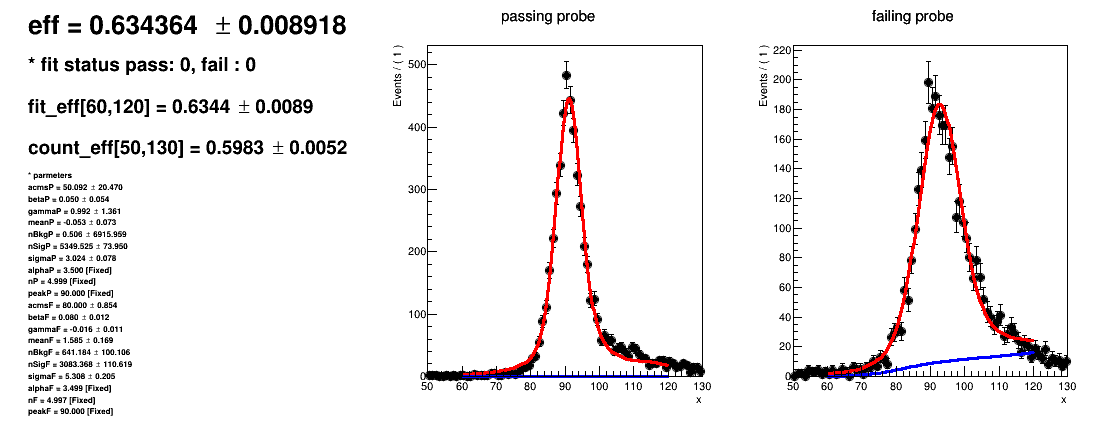 eff = 0.634364 ± 0.008918
* fit status pass: 0, fail : 0
fit_eff[60,120] = 0.6344 ± 0.0089
count_eff[50,130] = 0.5983 ± 0.0052
* parmeters
acmsP = 50.092 ± 20.470
betaP = 0.050 ± 0.054
gammaP = 0.992 ± 1.361
meanP = -0.053 ± 0.073
nBkgP = 0.506 ± 6915.959
nSigP = 5349.525 ± 73.950
sigmaP = 3.024 ± 0.078
alphaP = 3.500 [Fixed]
nP = 4.999 [Fixed]
peakP = 90.000 [Fixed]
acmsF = 80.000 ± 0.854
betaF = 0.080 ± 0.012
gammaF = -0.016 ± 0.011
meanF = 1.585 ± 0.169
nBkgF = 641.184 ± 100.106
nSigF = 3083.368 ± 110.619
sigmaF = 5.308 ± 0.205
alphaF = 3.499 [Fixed]
nF = 4.997 [Fixed]
peakF = 90.000 [Fixed]
passing probe
Events / ( 1 )
500
400
300
200
100
0
50 60 70 80 90 100 110 120 130
x
failing probe
Events / ( 1 )
220
200
180
160
140
120
100
80
60
40
20
0
50 60 70 80 90 100 110 120 130
x